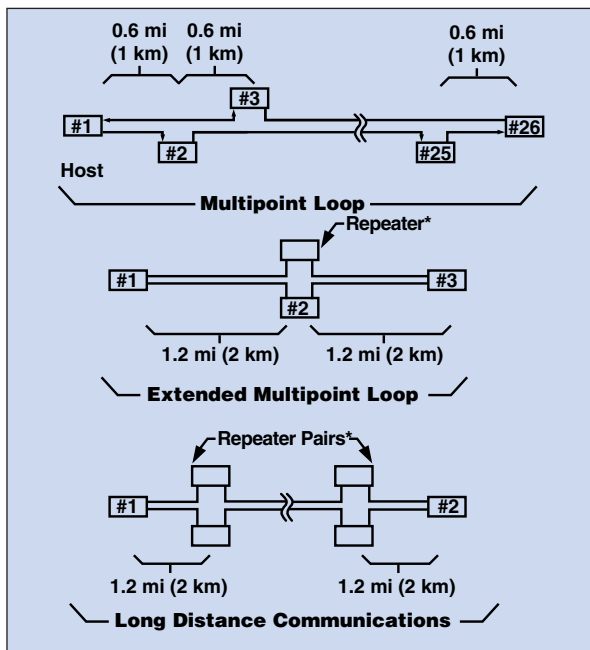 0.6 mi 0.6 mi 0.6 mi
(1 km) (1 km) (1 km)
#3
#1 #26
#2 #25
Host
Multipoint Loop
Repeater*
#1 #3
#2
1.2 mi (2 km) 1.2 mi (2 km)
Extended Multipoint Loop
Repeater Pairs*
#1 #2
1.2 mi (2 km) 1.2 mi (2 km)
Long Distance Communications